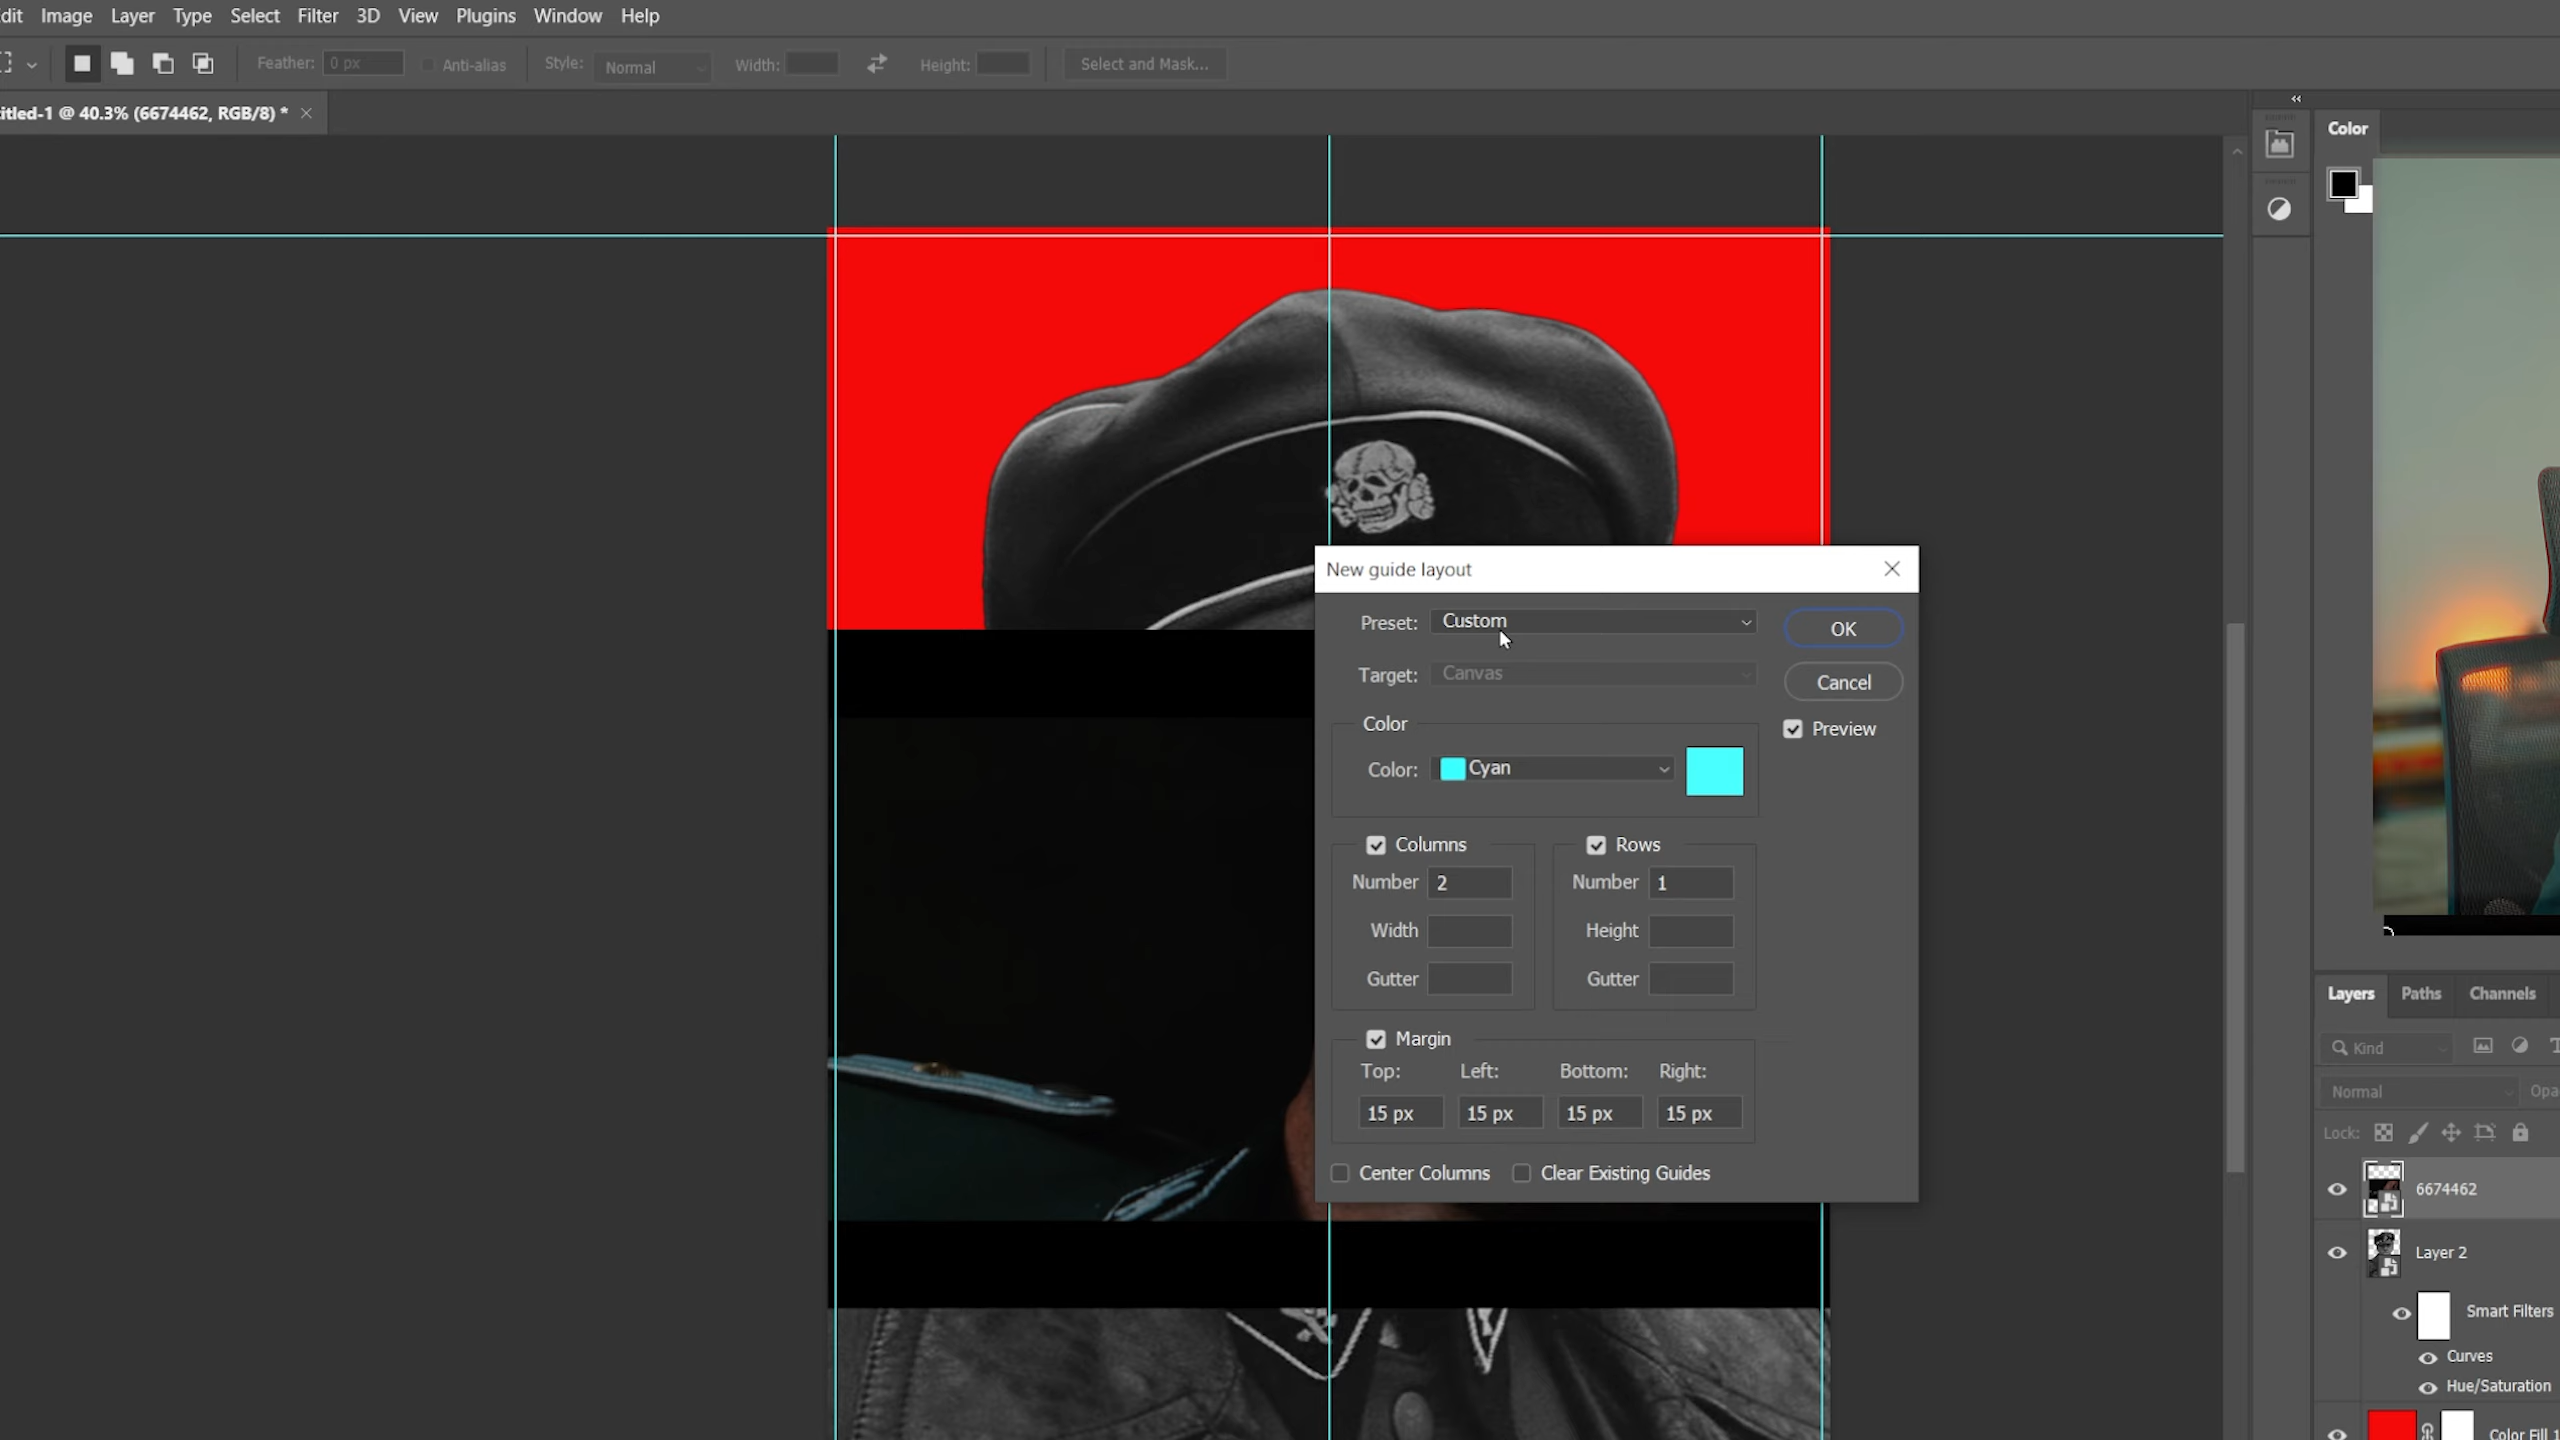 Image Layer Type Select Filter 3D View Plugins Window Help
Feather: 0 px Anti-alias Style: Normal Width: Height: Select and Mask...
@ 40.3% (6674462, RGB/8) *
Color
New guide layout
Preset: Custom
OK
Target: Canvas
Cancel
Color
Preview
Color: Cyan
Columns Rows
Number 2 Number 1
Width Height
Gutter Gutter
Margin
Top: Left: Bottom: Right:
15 px 15 px 15 px 15 px
Center Columns Clear Existing Guides
Layers Paths Channels
Kind
Normal
Lock:
6674462
Layer 2
Smart Filters
Curves
Hue/Saturation
Color Fill 1